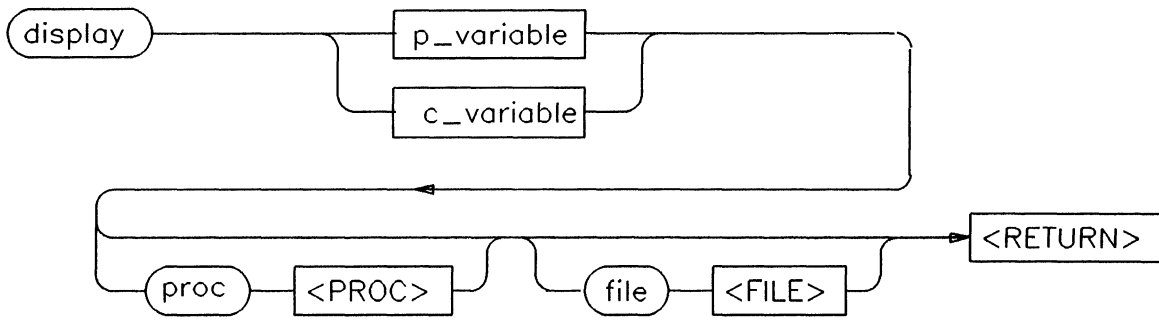 display
p_variable
c_variable
<RETURN>
proc <PROC> file <FILE>